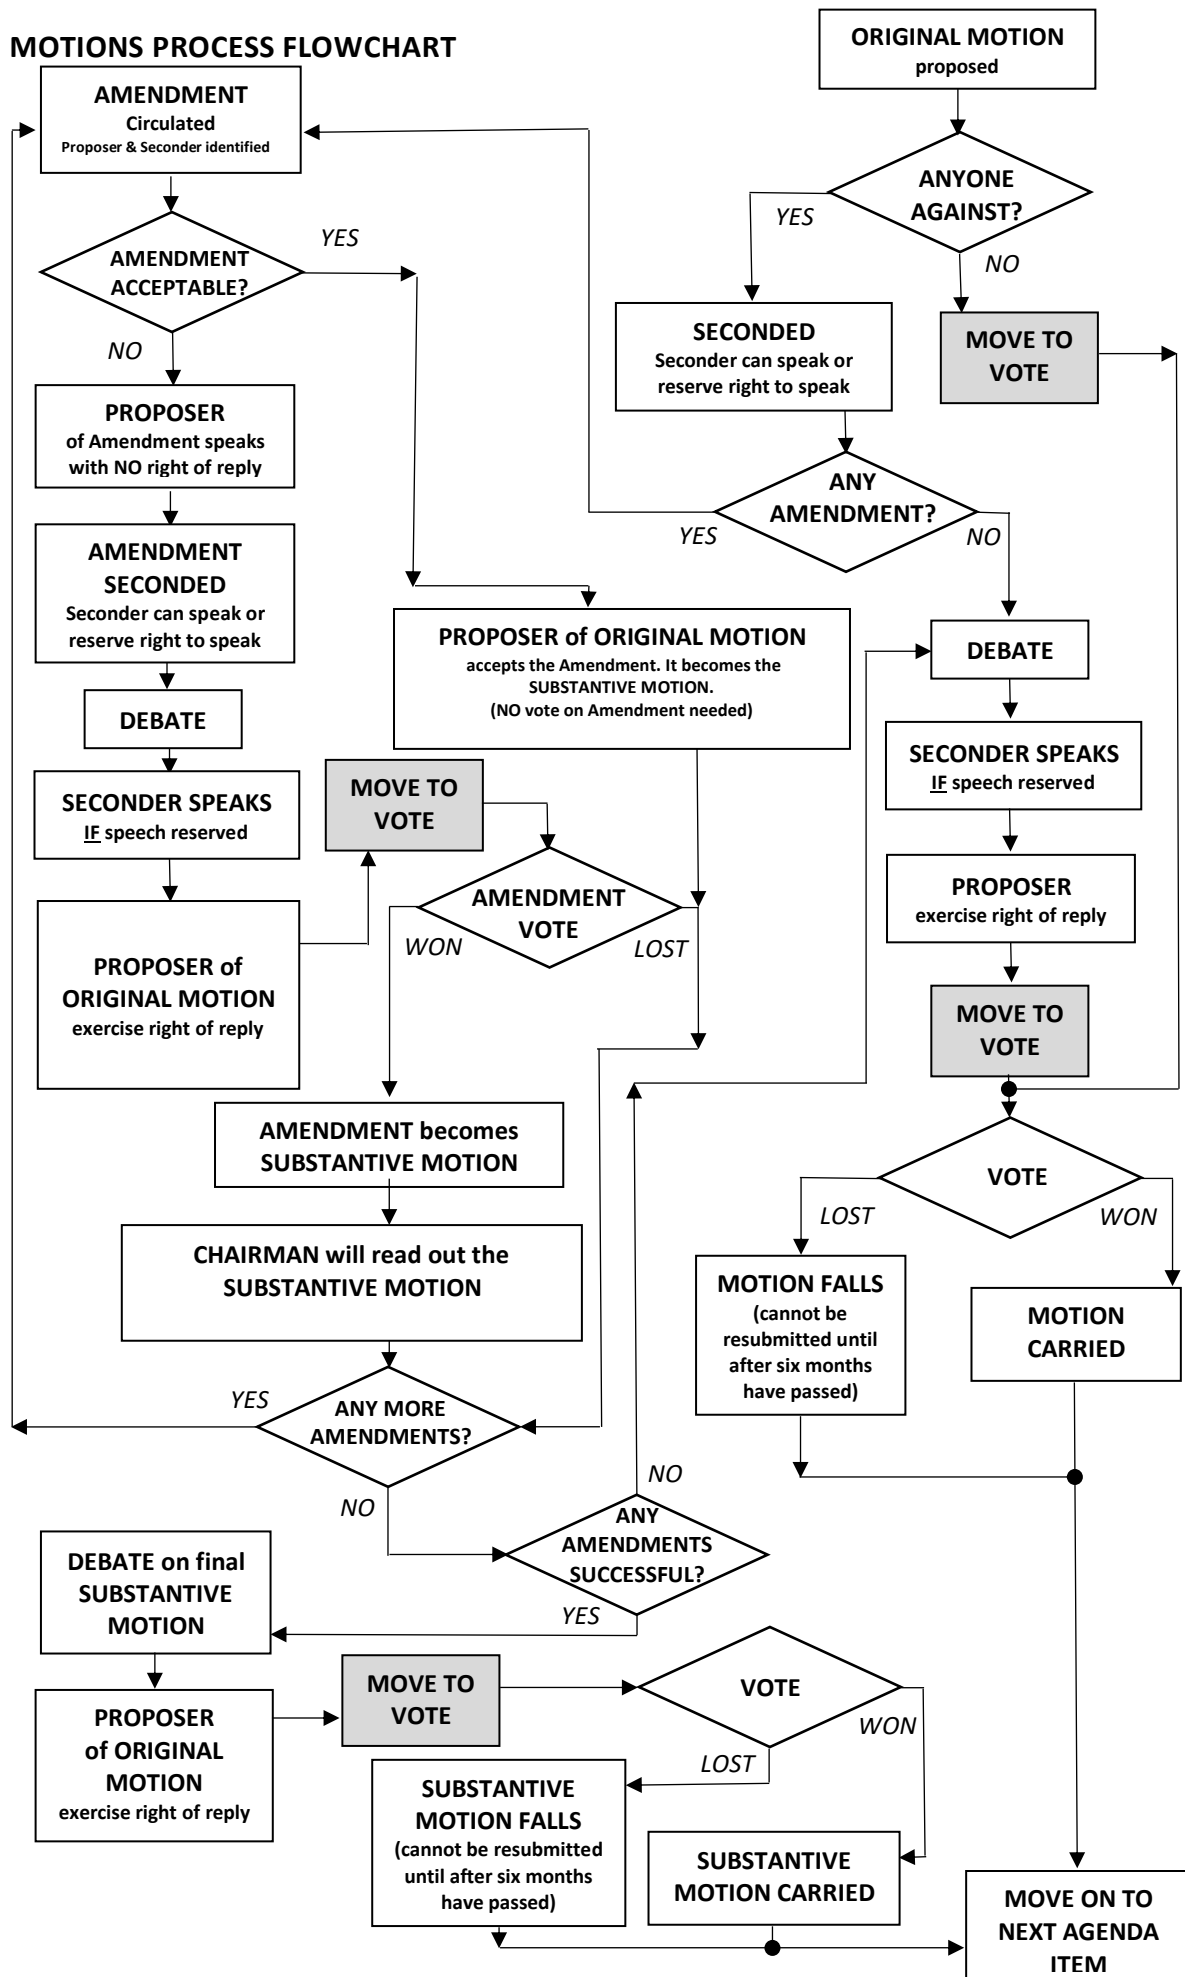 MOTIONS PROCESS FLOWCHART
ORIGINAL MOTION
proposed
AMENDMENT
Circulated
Proposer & Seconder identified
ANYONE
AGAINST?
YES
NO
AMENDMENT
ACCEPTABLE?
YES
NO
SECONDED
Seconder can speak or
reserve right to speak
MOVE TO
VOTE
PROPOSER
of Amendment speaks
with NO right of reply
ANY
AMENDMENT?
YES
NO
AMENDMENT
SECONDED
Seconder can speak or
reserve right to speak
PROPOSER of ORIGINAL MOTION
accepts the Amendment. It becomes the
SUBSTANTIVE MOTION.
(NO vote on Amendment needed)
DEBATE
DEBATE
SECONDER SPEAKS
IF speech reserved
MOVE TO
VOTE
SECONDER SPEAKS
IF speech reserved
AMENDMENT
VOTE
WON
LOST
PROPOSER
exercise right of reply
PROPOSER of
ORIGINAL MOTION
exercise right of reply
MOVE TO
VOTE
AMENDMENT becomes
SUBSTANTIVE MOTION
VOTE
LOST
WON
CHAIRMAN will read out the
SUBSTANTIVE MOTION
MOTION FALLS
(cannot be
resubmitted until
after six months
have passed)
MOTION
CARRIED
YES
ANY MORE
AMENDMENTS?
NO
NO
ANY
AMENDMENTS
SUCCESSFUL?
YES
DEBATE on final
SUBSTANTIVE
MOTION
PROPOSER
of ORIGINAL
MOTION
exercise right of reply
MOVE TO
VOTE
VOTE
WON
LOST
SUBSTANTIVE
MOTION FALLS
(cannot be resubmitted
until after six months
have passed)
SUBSTANTIVE
MOTION CARRIED
MOVE ON TO
NEXT AGENDA
ITEM